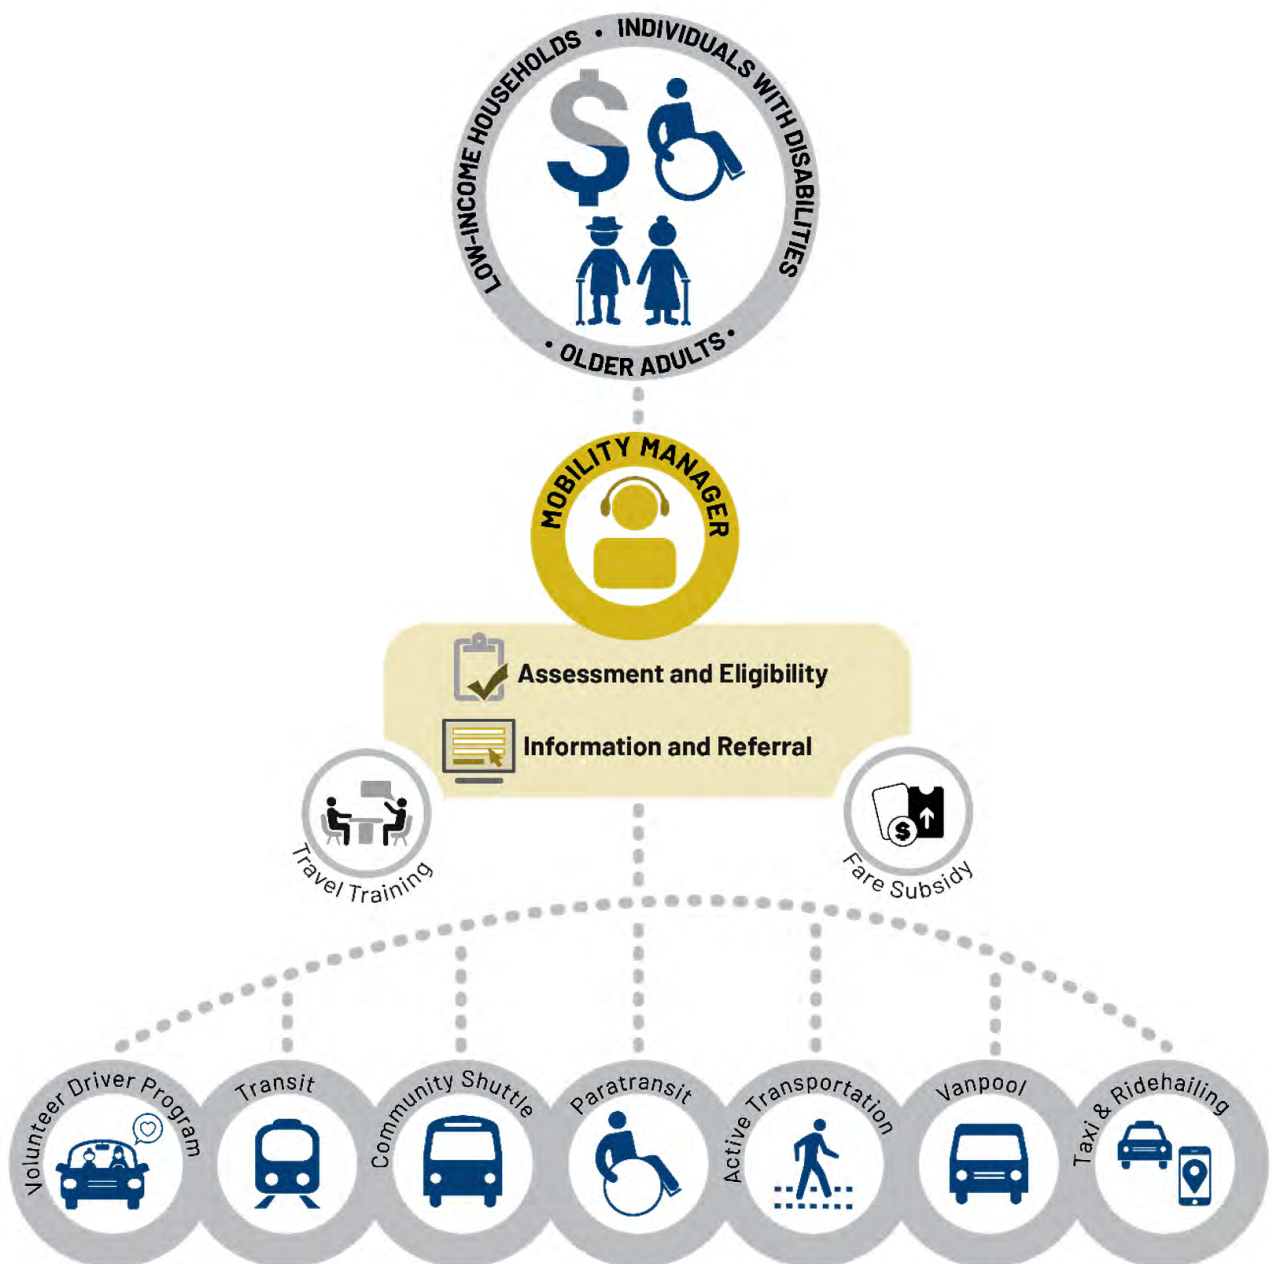 LOW-INCOME HOUSEHOLDS • INDIVIDUALS WITH DISABILITIES
• OLDER ADULTS •
$
MOBILITY MANAGER
Assessment and Eligibility
Information and Referral
Travel Training
$
Fare Subsidy
Volunteer Driver Program
Transit
Community Shuttle
Paratransit
Active Transportation
Vanpool
Taxi & Ridehailing